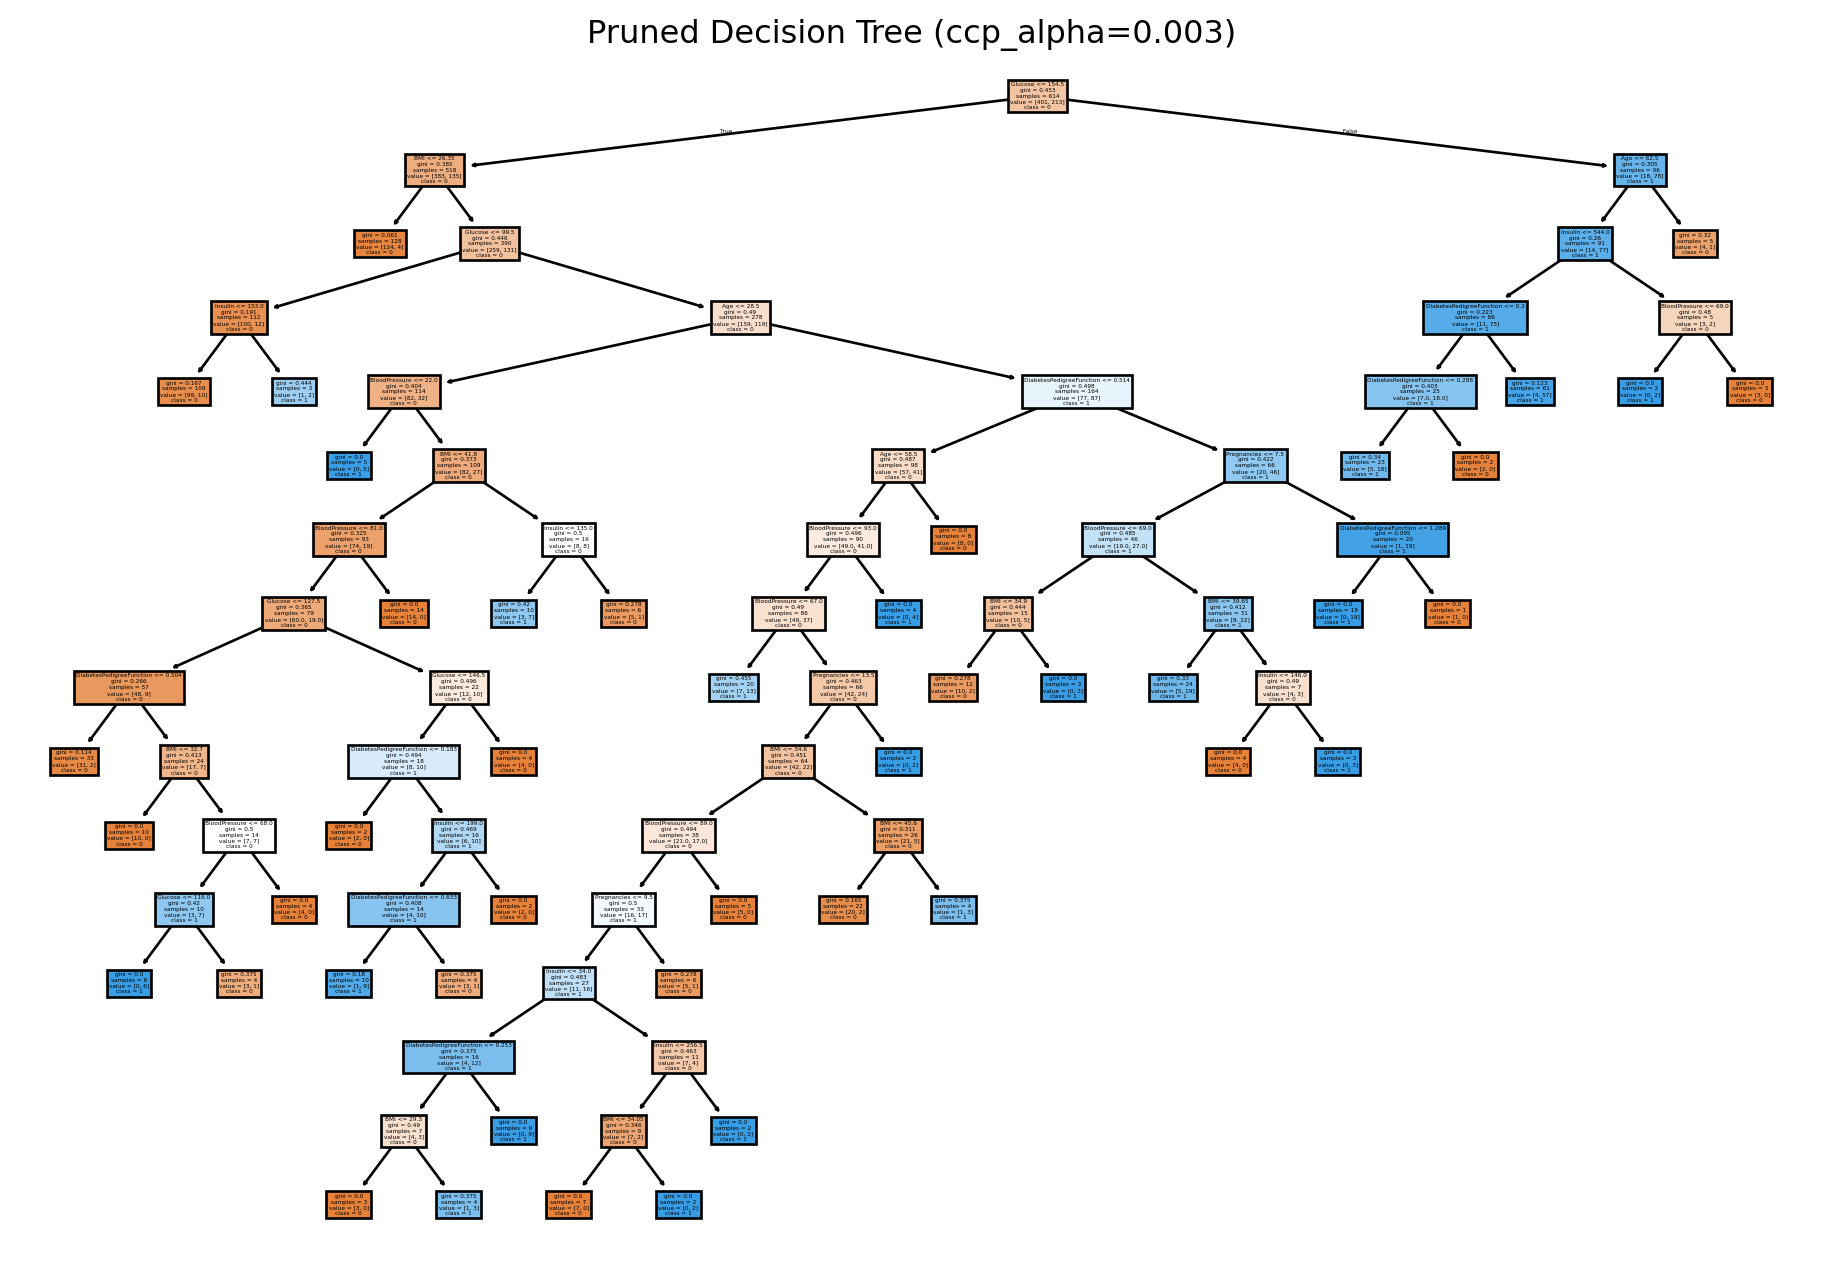 Pruned Decision Tree (ccp_alpha=0.003)
Glucose <= 154.5
gini = 0.453
samples = 614
value = [401, 213]
class = 0
True
False
BMI <= 26.35
gini = 0.385
samples = 518
value = [383, 135]
class = 0
Age <= 62.5
gini = 0.305
samples = 96
value = [18, 78]
class = 1
gini = 0.061
samples = 128
value = [124, 4]
class = 0
Glucose <= 99.5
gini = 0.446
samples = 390
value = [259, 131]
class = 0
Insulin <= 544.0
gini = 0.26
samples = 91
value = [14, 77]
class = 1
gini = 0.32
samples = 5
value = [4, 1]
class = 0
Insulin <= 153.0
gini = 0.191
samples = 112
value = [100, 12]
class = 0
Age <= 28.5
gini = 0.49
samples = 278
value = [159, 119]
class = 0
DiabetesPedigreeFunction <= 0.3
gini = 0.223
samples = 86
value = [11, 75]
class = 1
BloodPressure <= 69.0
gini = 0.48
samples = 5
value = [3, 2]
class = 0
gini = 0.167
samples = 109
value = [99, 10]
class = 0
gini = 0.444
samples = 3
value = [1, 2]
class = 1
BloodPressure <= 22.0
gini = 0.404
samples = 114
value = [82, 32]
class = 0
DiabetesPedigreeFunction <= 0.514
gini = 0.498
samples = 164
value = [77, 87]
class = 1
DiabetesPedigreeFunction <= 0.288
gini = 0.403
samples = 25
value = [7.0, 18.0]
class = 1
gini = 0.123
samples = 61
value = [4, 57]
class = 1
gini = 0.0
samples = 2
value = [0, 2]
class = 1
gini = 0.0
samples = 3
value = [3, 0]
class = 0
gini = 0.0
samples = 5
value = [0, 5]
class = 1
BMI <= 41.8
gini = 0.373
samples = 109
value = [82, 27]
class = 0
Age <= 58.5
gini = 0.487
samples = 98
value = [57, 41]
class = 0
Pregnancies <= 7.5
gini = 0.422
samples = 66
value = [20, 46]
class = 1
gini = 0.34
samples = 23
value = [5, 18]
class = 1
gini = 0.0
samples = 2
value = [2, 0]
class = 0
BloodPressure <= 81.0
gini = 0.325
samples = 93
value = [74, 19]
class = 0
Insulin <= 135.0
gini = 0.5
samples = 16
value = [8, 8]
class = 0
BloodPressure <= 93.0
gini = 0.496
samples = 90
value = [49.0, 41.0]
class = 0
gini = 0.0
samples = 8
value = [8, 0]
class = 0
BloodPressure <= 69.0
gini = 0.485
samples = 46
value = [19.0, 27.0]
class = 1
DiabetesPedigreeFunction <= 1.289
gini = 0.095
samples = 20
value = [1, 19]
class = 1
Glucose <= 127.5
gini = 0.365
samples = 79
value = [60.0, 19.0]
class = 0
gini = 0.0
samples = 14
value = [14, 0]
class = 0
gini = 0.42
samples = 10
value = [3, 7]
class = 1
gini = 0.278
samples = 6
value = [5, 1]
class = 0
BloodPressure <= 67.0
gini = 0.49
samples = 86
value = [49, 37]
class = 0
gini = 0.0
samples = 4
value = [0, 4]
class = 1
BMI <= 34.9
gini = 0.444
samples = 15
value = [10, 5]
class = 0
BMI <= 39.65
gini = 0.412
samples = 31
value = [9, 22]
class = 1
gini = 0.0
samples = 19
value = [0, 19]
class = 1
gini = 0.0
samples = 1
value = [1, 0]
class = 0
DiabetesPedigreeFunction <= 0.504
gini = 0.266
samples = 57
value = [48, 9]
class = 0
Glucose <= 146.5
gini = 0.496
samples = 22
value = [12, 10]
class = 0
gini = 0.455
samples = 20
value = [7, 13]
class = 1
Pregnancies <= 13.5
gini = 0.463
samples = 66
value = [42, 24]
class = 0
gini = 0.278
samples = 12
value = [10, 2]
class = 0
gini = 0.0
samples = 3
value = [0, 3]
class = 1
gini = 0.33
samples = 24
value = [5, 19]
class = 1
Insulin <= 146.0
gini = 0.49
samples = 7
value = [4, 3]
class = 0
gini = 0.114
samples = 33
value = [31, 2]
class = 0
BMI <= 32.7
gini = 0.413
samples = 24
value = [17, 7]
class = 0
DiabetesPedigreeFunction <= 0.183
gini = 0.494
samples = 18
value = [8, 10]
class = 1
gini = 0.0
samples = 4
value = [4, 0]
class = 0
BMI <= 34.6
gini = 0.451
samples = 64
value = [42, 22]
class = 0
gini = 0.0
samples = 2
value = [0, 2]
class = 1
gini = 0.0
samples = 4
value = [4, 0]
class = 0
gini = 0.0
samples = 3
value = [0, 3]
class = 1
gini = 0.0
samples = 10
value = [10, 0]
class = 0
BloodPressure <= 68.0
gini = 0.5
samples = 14
value = [7, 7]
class = 0
gini = 0.0
samples = 2
value = [2, 0]
class = 0
Insulin <= 199.0
gini = 0.469
samples = 16
value = [6, 10]
class = 1
BloodPressure <= 89.0
gini = 0.494
samples = 38
value = [21.0, 17.0]
class = 0
BMI <= 45.6
gini = 0.311
samples = 26
value = [21, 5]
class = 0
Glucose <= 116.0
gini = 0.42
samples = 10
value = [3, 7]
class = 1
gini = 0.0
samples = 4
value = [4, 0]
class = 0
DiabetesPedigreeFunction <= 0.633
gini = 0.408
samples = 14
value = [4, 10]
class = 1
gini = 0.0
samples = 2
value = [2, 0]
class = 0
Pregnancies <= 9.5
gini = 0.5
samples = 33
value = [16, 17]
class = 1
gini = 0.0
samples = 5
value = [5, 0]
class = 0
gini = 0.165
samples = 22
value = [20, 2]
class = 0
gini = 0.375
samples = 4
value = [1, 3]
class = 1
gini = 0.0
samples = 6
value = [0, 6]
class = 1
gini = 0.375
samples = 4
value = [3, 1]
class = 0
gini = 0.18
samples = 10
value = [1, 9]
class = 1
gini = 0.375
samples = 4
value = [3, 1]
class = 0
Insulin <= 34.0
gini = 0.483
samples = 27
value = [11, 16]
class = 1
gini = 0.278
samples = 6
value = [5, 1]
class = 0
DiabetesPedigreeFunction <= 0.253
gini = 0.375
samples = 16
value = [4, 12]
class = 1
Insulin <= 256.5
gini = 0.463
samples = 11
value = [7, 4]
class = 0
BMI <= 29.3
gini = 0.49
samples = 7
value = [4, 3]
class = 0
gini = 0.0
samples = 9
value = [0, 9]
class = 1
BMI <= 34.05
gini = 0.346
samples = 9
value = [7, 2]
class = 0
gini = 0.0
samples = 2
value = [0, 2]
class = 1
gini = 0.0
samples = 3
value = [3, 0]
class = 0
gini = 0.375
samples = 4
value = [1, 3]
class = 1
gini = 0.0
samples = 7
value = [7, 0]
class = 0
gini = 0.0
samples = 2
value = [0, 2]
class = 1